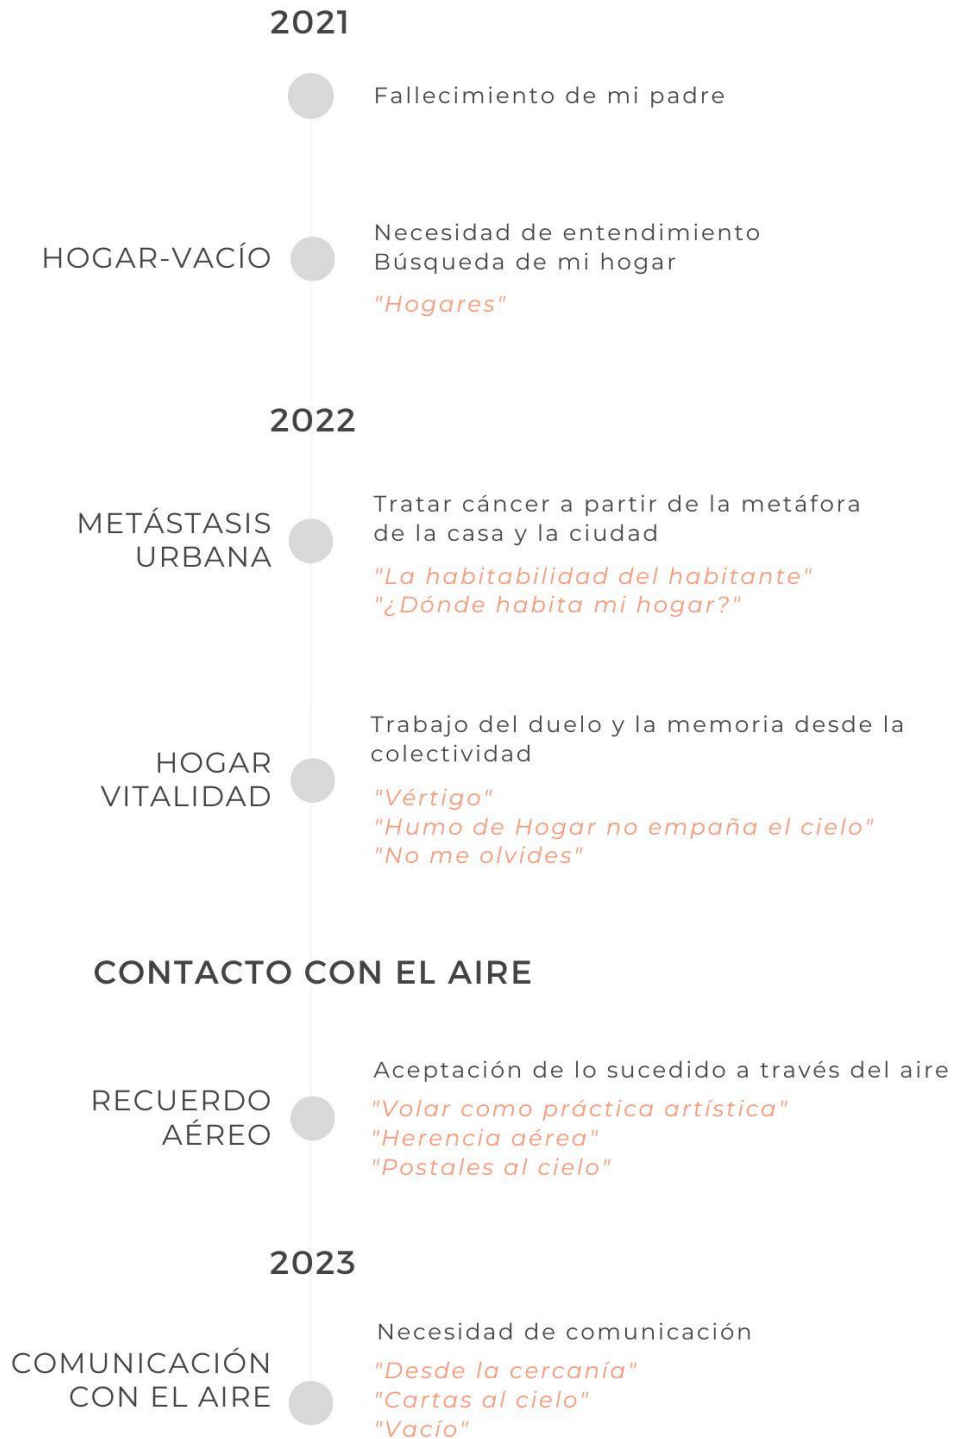 2021
Fallecimiento de mi padre
HOGAR-VACÍO
Necesidad de entendimiento
Búsqueda de mi hogar
"Hogares"
2022
METÁSTASIS
URBANA
Tratar cáncer a partir de la metáfora
de la casa y la ciudad
"La habitabilidad del habitante"
"¿Dónde habita mi hogar?"
HOGAR
VITALIDAD
Trabajo del duelo y la memoria desde la
colectividad
"Vértigo"
"Humo de Hogar no empaña el cielo"
"No me olvides"
CONTACTO CON EL AIRE
RECUERDO
AÉREO
Aceptación de lo sucedido a través del aire
"Volar como práctica artística"
"Herencia aérea"
"Postales al cielo"
2023
COMUNICACIÓN
CON EL AIRE
Necesidad de comunicación
"Desde la cercanía"
"Cartas al cielo"
"Vacío"